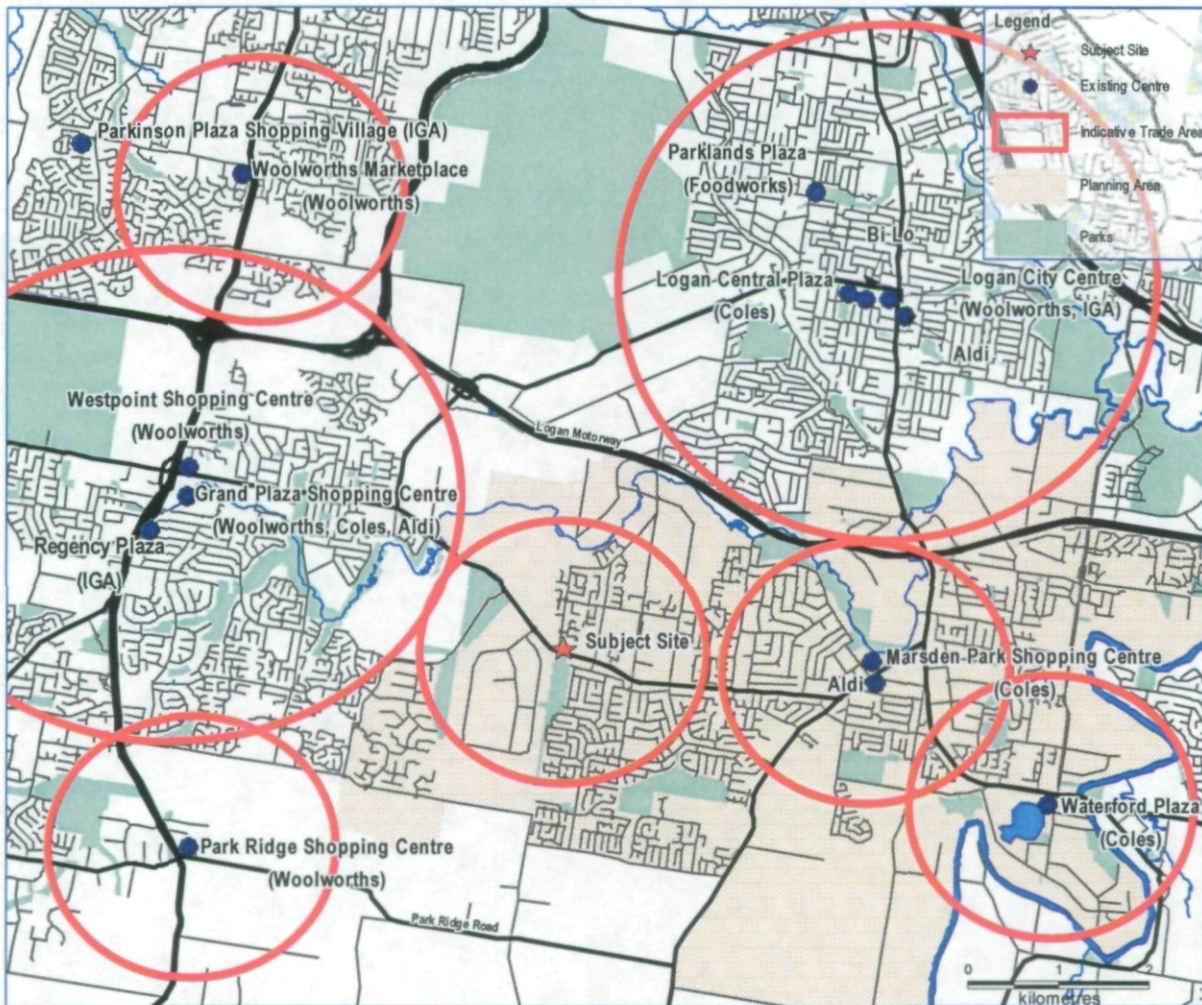 Legend
Subject Site
Existing Centre
Indicative Trade Area
Planning Area
Parks
Parkinson Plaza Shopping Village (IGA)
Woolworths Marketplace
(Woolworths)
Parklands Plaza
(Foodworks)
Bi Lo
Logan Central Plaza
(Coles)
Logan City Centre
(Woolworths, IGA)
Aldi
Westpoint Shopping Centre
(Woolworths)
Logan Motorway
Grand Plaza Shopping Centre
(Woolworths, Coles, Aldi)
Regency Plaza
(IGA)
Subject Site
Marsden Park Shopping Centre
(Coles)
Aldi
Waterford Plaza
(Coles)
Park Ridge Shopping Centre
(Woolworths)
Park Ridge Road
0 1 2
kilometres